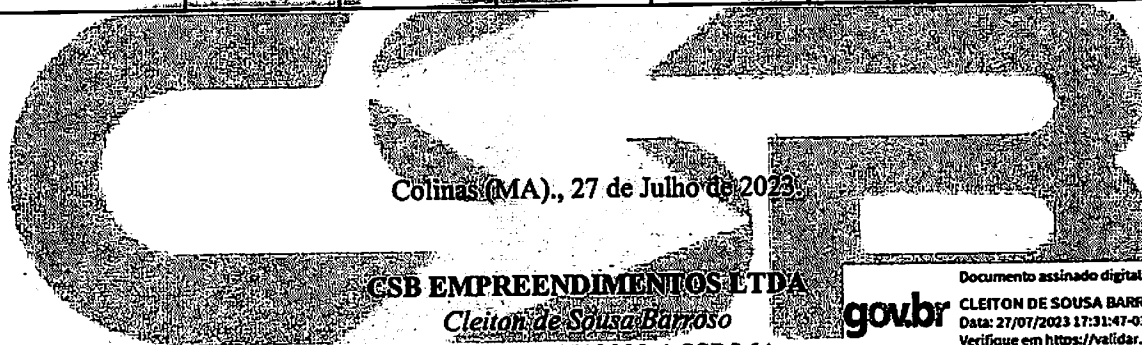 Colinas (MA)., 27 de Julho de 2023.
CSB EMPREENDIMENTOS LTDA
Cleiton de Sousa Barroso
gov.br
Documento assinado digital
CLEITON DE SOUSA BARR
Data: 27/07/2023 17:31:47-0
Verifique em https://validar.